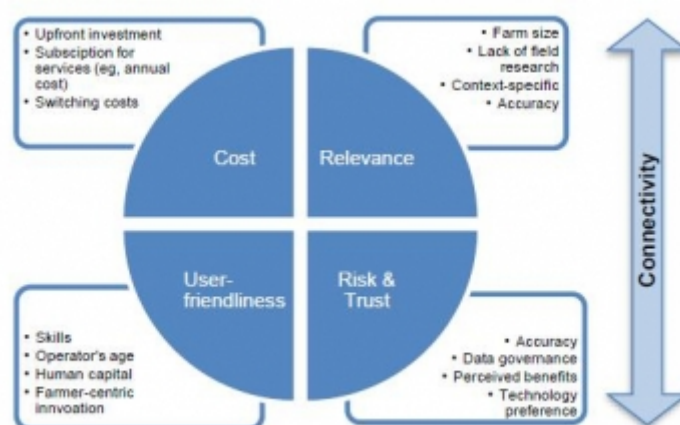 • Upfront investment
• Subsciption for
services (eg, annual
cost)
• Switching costs
• Farm size
• Lack of field
research
• Context-specific
• Accuracy
Cost
Relevance
User-
friendliness
Risk &
Trust
• Skills
• Operator's age
• Human capital
• Farmer-centric
innvoation
• Accuracy
• Data governance
• Perceived benefits
• Technology
preference
Connectivity